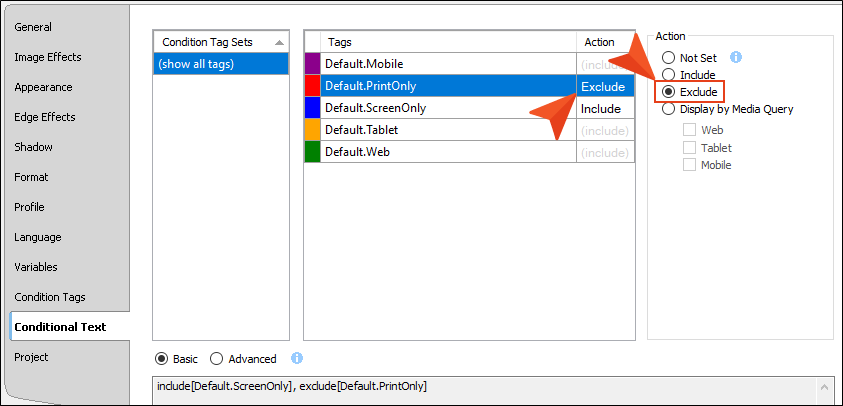 General
Image Effects
Appearance
Edge Effects
Shadow
Format
Profile
Language
Variables
Condition Tags
Conditional Text
Project
Condition Tag Sets
(show all tags)
Tags Action
Default.Mobile (include)
Default.PrintOnly Exclude
Default.ScreenOnly Include
Default.Tablet (include)
Default.Web (include)
Action
Not Set
Include
Exclude
Display by Media Query
Web
Tablet
Mobile
Basic Advanced
include[Default.ScreenOnly], exclude[Default.PrintOnly]